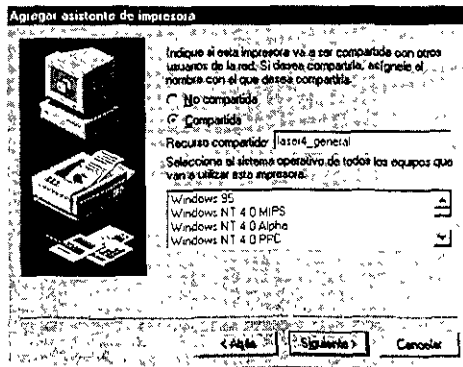 Agregar asistente de impresora
Indique si esta impresora va a ser compartida con otros
usuarios de la red. Si desea compartirla, asígnele el
nombre con el que desea compartirla.
No compartida
Compartida
Recurso compartido: laser4_general
Seleccione el sistema operativo de todos los equipos que
van a utilizar esta impresora.
Windows 95
Windows NT 4.0 MIPS
Windows NT 4.0 Alpha
Windows NT 4.0 PPC
< Atrás
Siguiente >
Cancelar